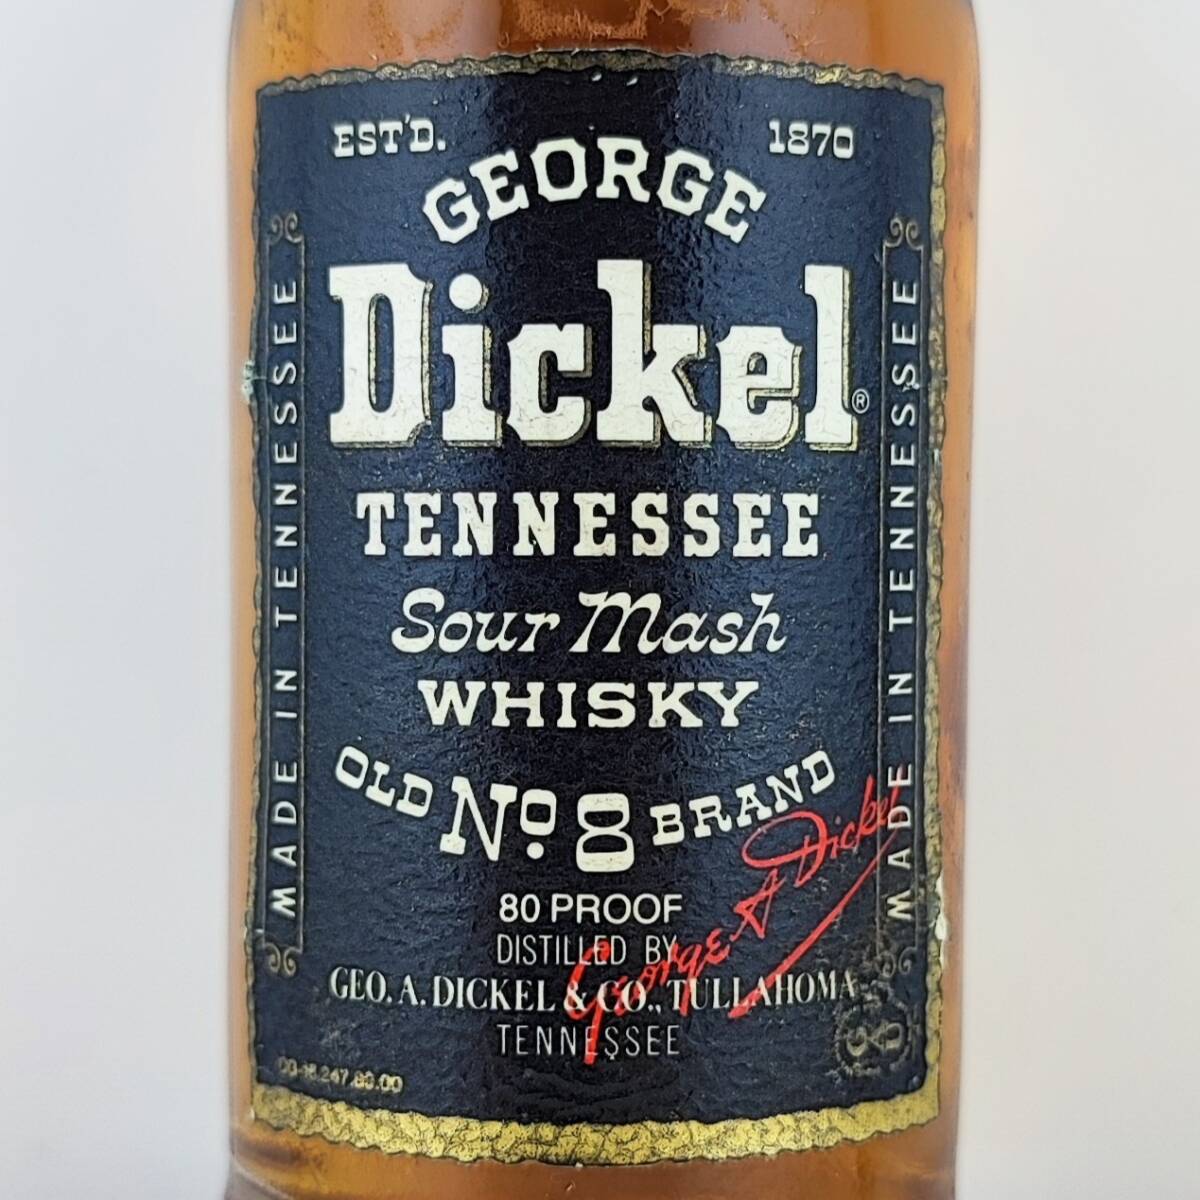 EST'D. 1870
GEORGE
Dickel®
TENNESSEE
Sour Mash
WHISKY
OLD Nº 8 BRAND
80 PROOF
DISTILLED BY
GEO. A. DICKEL & CO., TULLAHOMA
TENNESSEE
George A Dickel
MADE IN TENNESSEE
MADE IN TENNESSEE